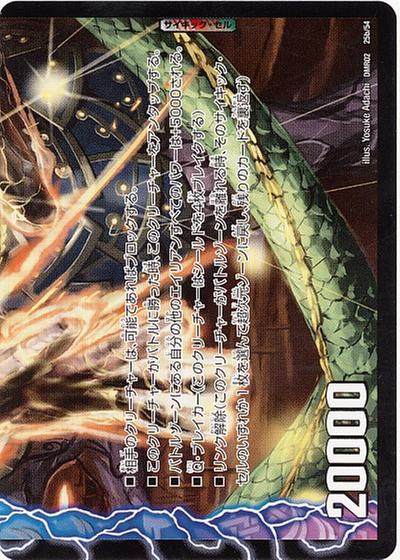 サイキック・セル
■相手のクリーチャーは、可能であればブロックする。
■このクリーチャーがバトルに勝った時、このクリーチャーをアンタップする。
■バトルゾーンにある自分の他のエイリアンすべてのパワーは+5000される。
■Q・ブレイカー(このクリーチャーはシールドを4枚ブレイクする)
■リンク解除(このクリーチャーがバトルゾーンを離れる時、そのサイキック・
セルのいずれか1枚を選んで超次元ゾーンに戻し、残りのカードを裏返す)
20000
illus. Yosuke Adachi DMR02 25b/54